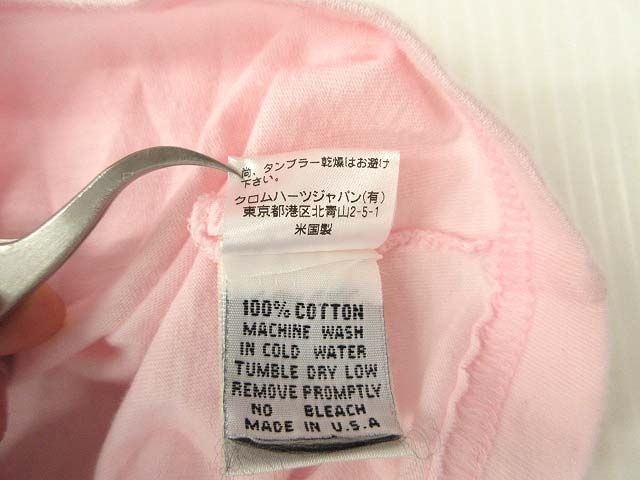 尚、タンブラー乾燥はお避け
下さい。
クロムハーツジャパン(有)
東京都港区北青山2-5-1
米国製
100% COTTON
MACHINE WASH
IN COLD WATER
TUMBLE DRY LOW
REMOVE PROMPTLY
NO BLEACH
MADE IN U.S.A